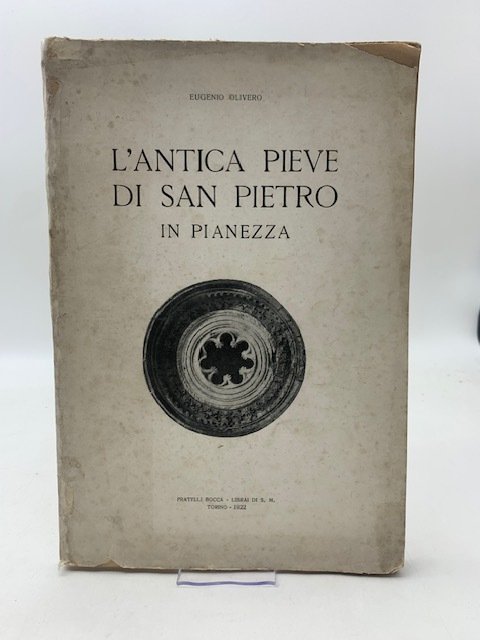 EUGENIO OLIVERO
L'ANTICA PIEVE
DI SAN PIETRO
IN PIANEZZA
FRATELLI BOCCA - LIBRAI DI S. M.
TORINO - 1922